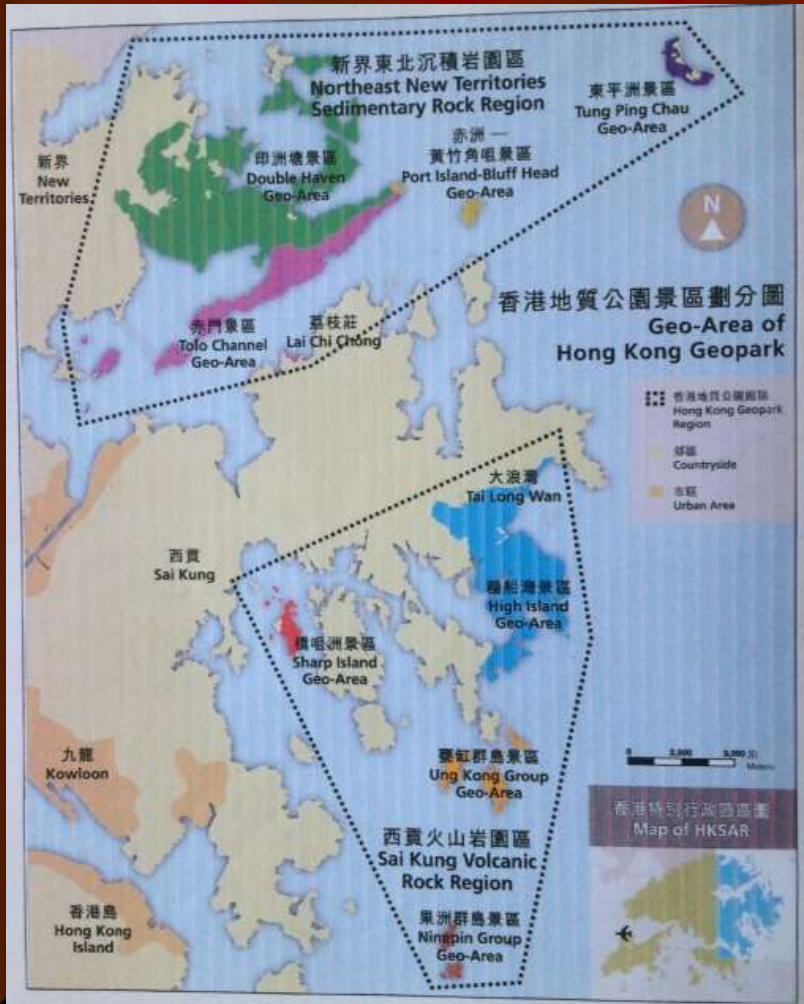 新界東北沉積岩園區
Northeast New Territories
Sedimentary Rock Region
東平洲景區
Tung Ping Chau
Geo-Area
赤洲 —
黃竹角咀景區
Port Island-Bluff Head
Geo-Area
印洲塘景區
Double Haven
Geo-Area
新界
New
Territories
N
香港地質公園景區劃分圖
Geo-Area of
Hong Kong Geopark
赤門景區
Tolo Channel
Geo-Area
荔枝莊
Lai Chi Chong
香港地質公園園區
Hong Kong Geopark
Region
郊區
Countryside
市區
Urban Area
大浪灣
Tai Long Wan
西貢
Sai Kung
糧船灣景區
High Island
Geo-Area
橋咀洲景區
Sharp Island
Geo-Area
九龍
Kowloon
甕缸群島景區
Ung Kong Group
Geo-Area
0
米
Meters
西貢火山岩園區
Sai Kung Volcanic
Rock Region
香港特別行政區區圖
Map of HKSAR
香港島
Hong Kong
Island
果洲群島景區
Ninepin Group
Geo-Area